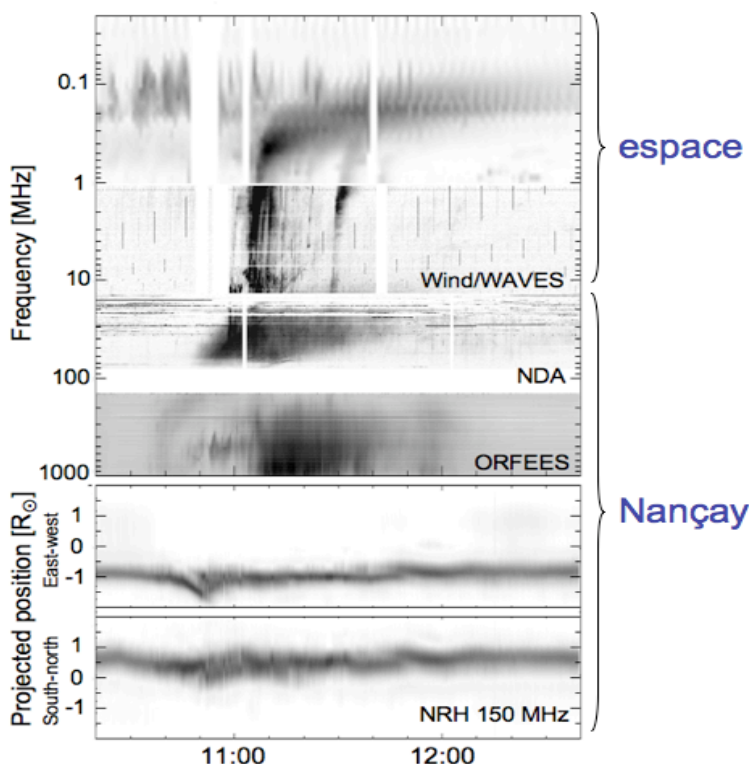 0.1
1
10
100
1000
Frequency [MHz]
Wind/WAVES
NDA
ORFEES
espace
Nançay
Projected position [R☉]
East-west
1
0
-1
South-north
1
0
-1
NRH 150 MHz
11:00
12:00